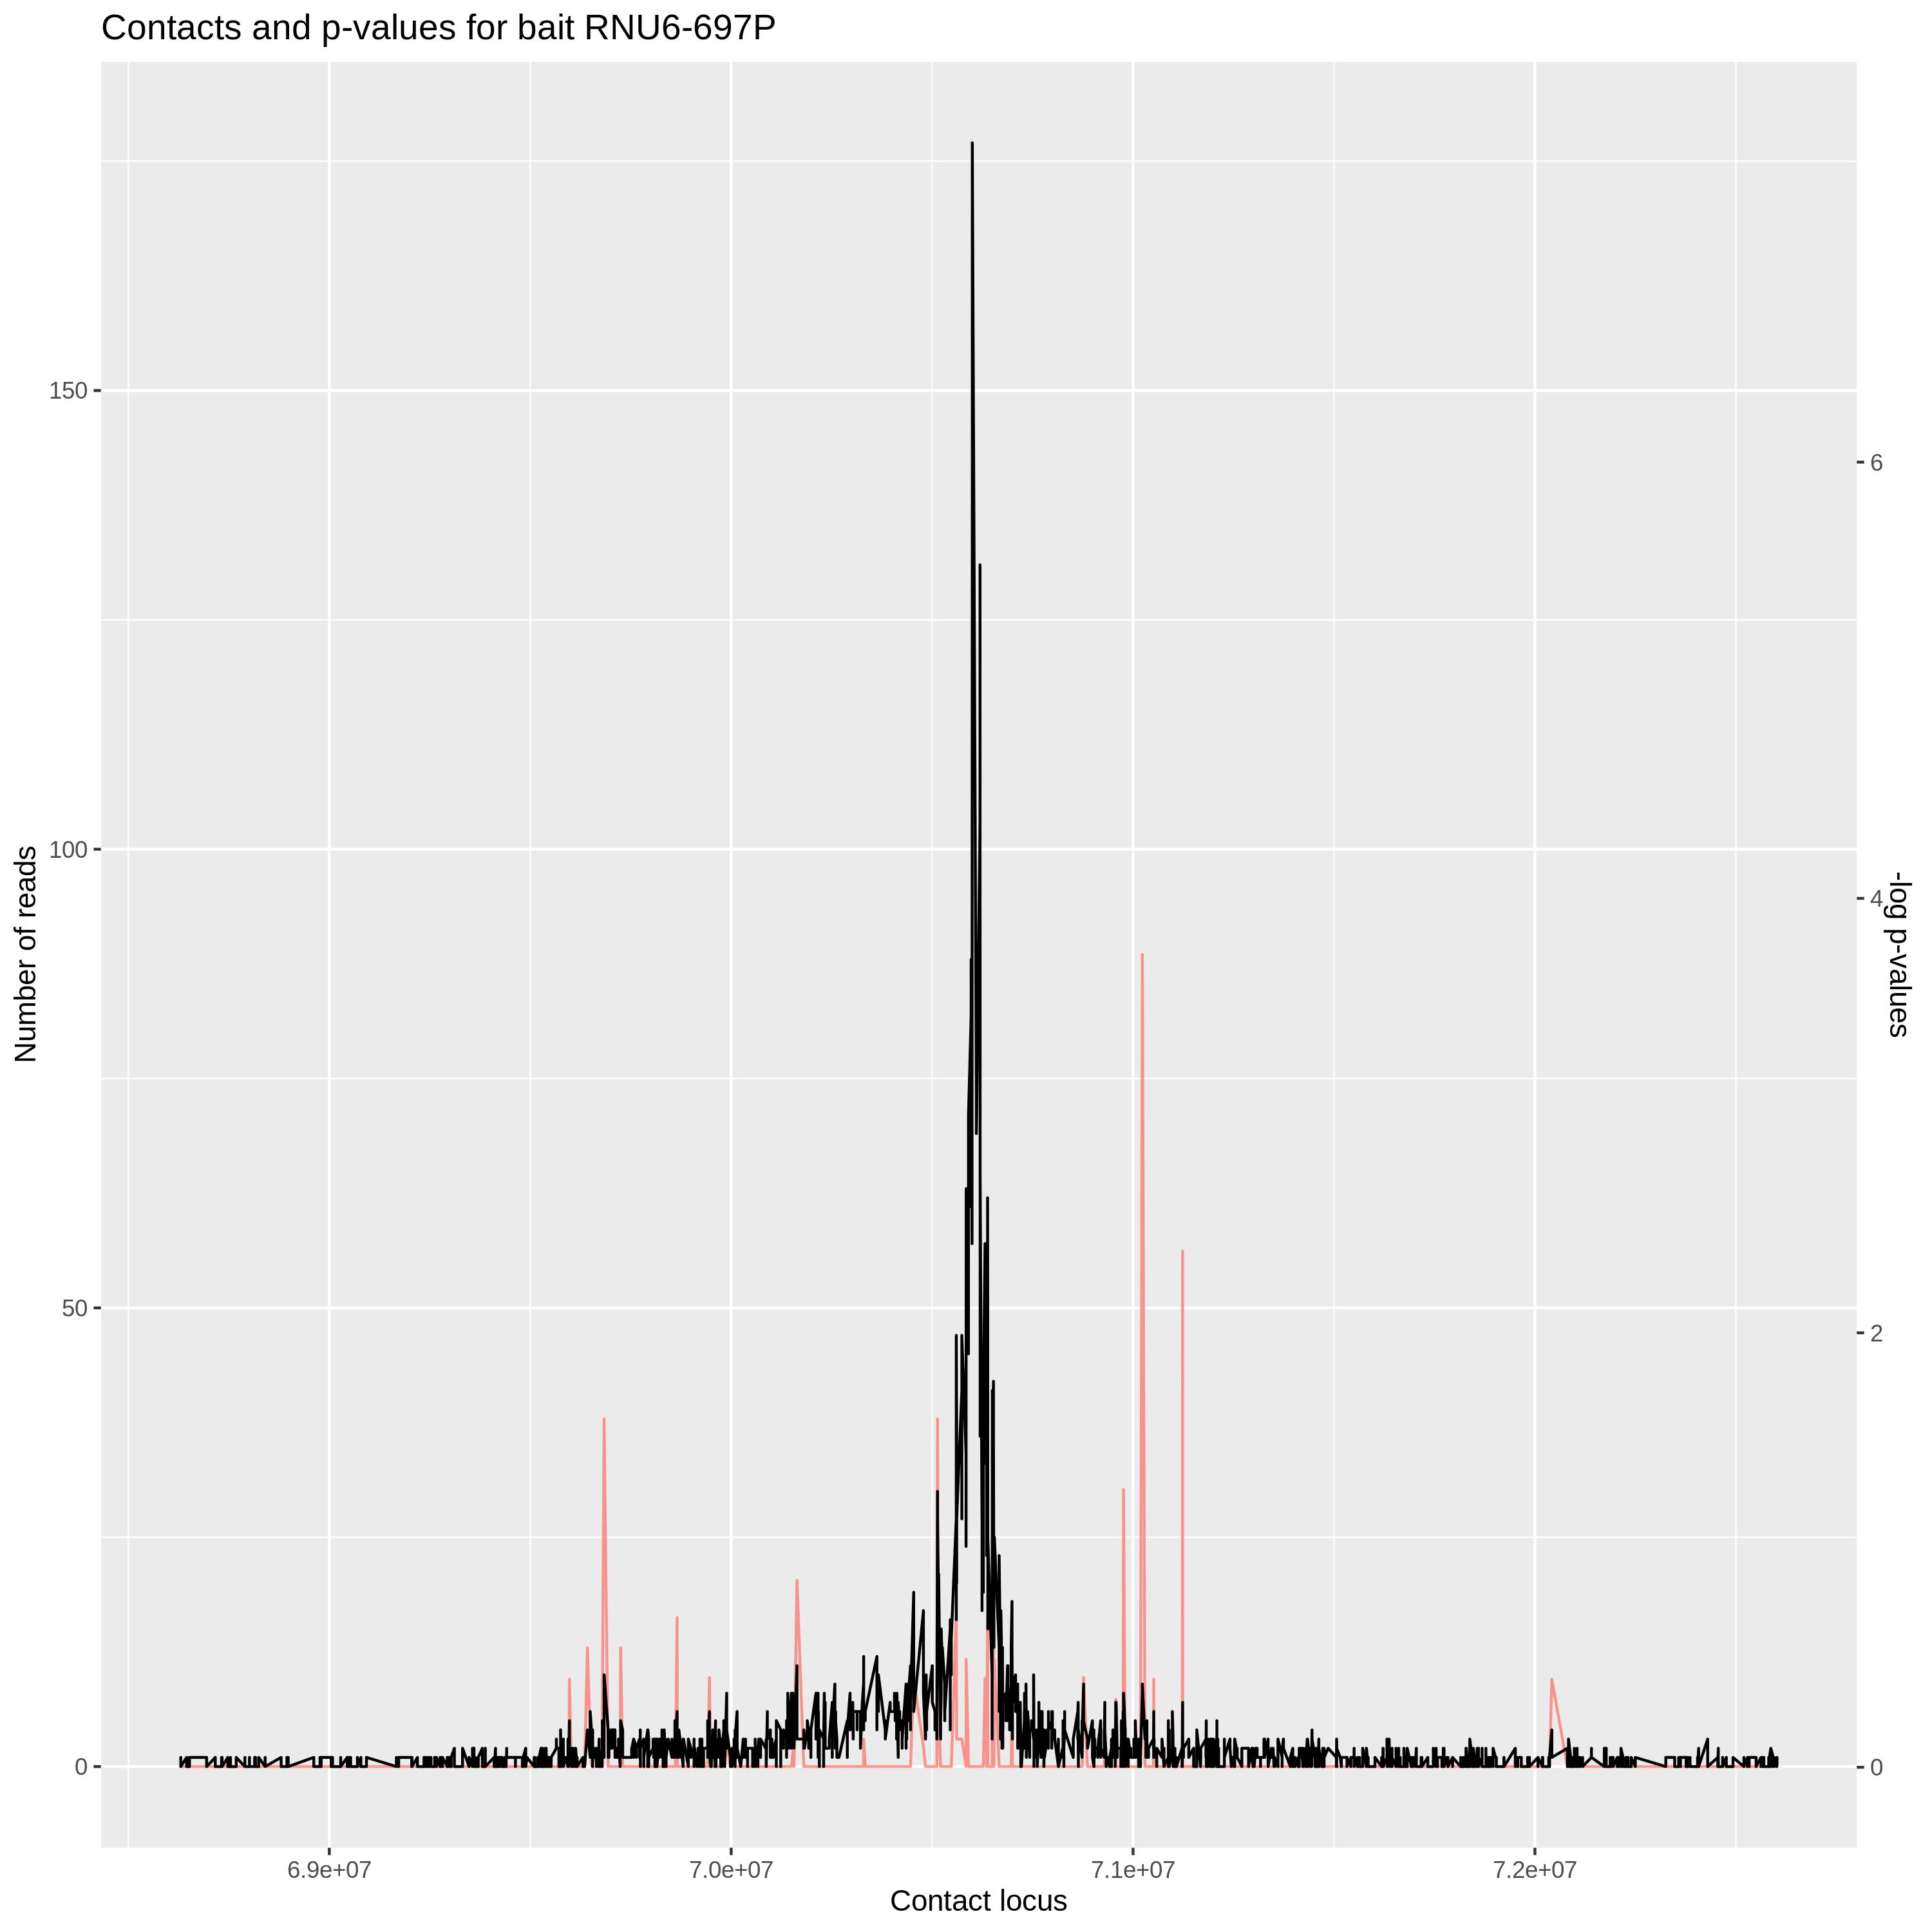 Contacts and p-values for bait RNU6-697P
150
100
50
0
Number of reads
6
4
2
0
-log p-values
6.9e+07
7.0e+07
7.1e+07
7.2e+07
Contact locus